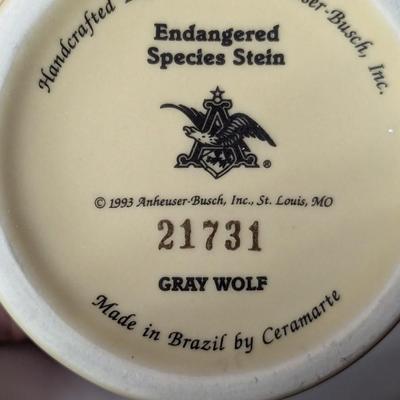 Handcrafted
user-Busch, Inc.
Endangered
Species Stein
®
© 1993 Anheuser-Busch, Inc., St. Louis, MO
21731
GRAY WOLF
Made in Brazil by Ceramarte